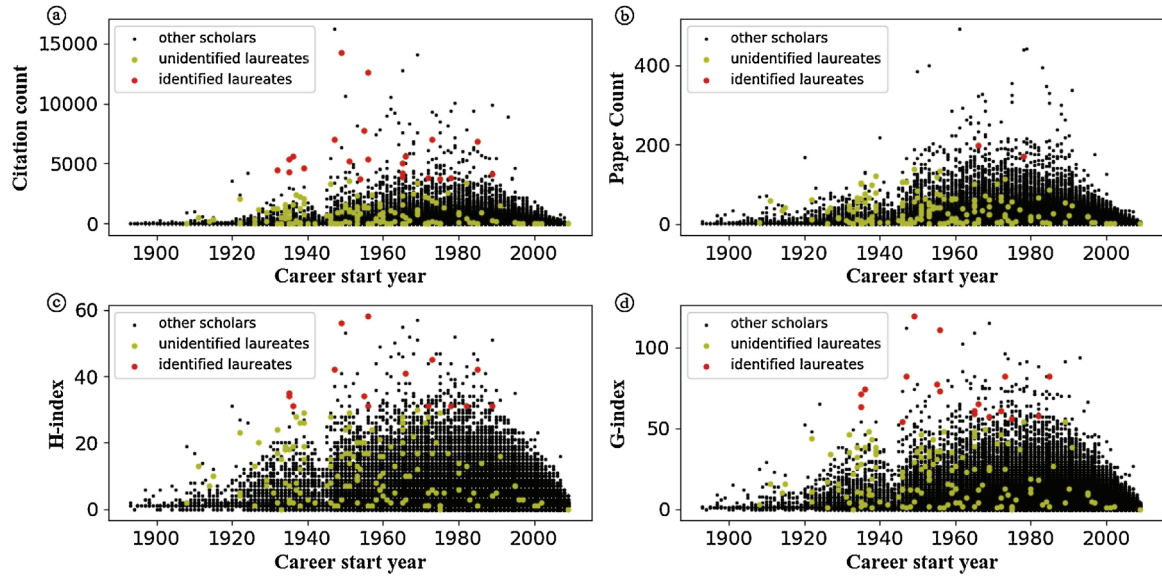 ⓐ
15000
10000
5000
0
Citation count
other scholars
unidentified laureates
identified laureates
1900 1920 1940 1960 1980 2000
Career start year
ⓑ
400
200
0
Paper Count
other scholars
unidentified laureates
identified laureates
1900 1920 1940 1960 1980 2000
Career start year
ⓒ
60
40
20
0
H-index
other scholars
unidentified laureates
identified laureates
1900 1920 1940 1960 1980 2000
Career start year
ⓓ
100
50
0
G-index
other scholars
unidentified laureates
identified laureates
1900 1920 1940 1960 1980 2000
Career start year